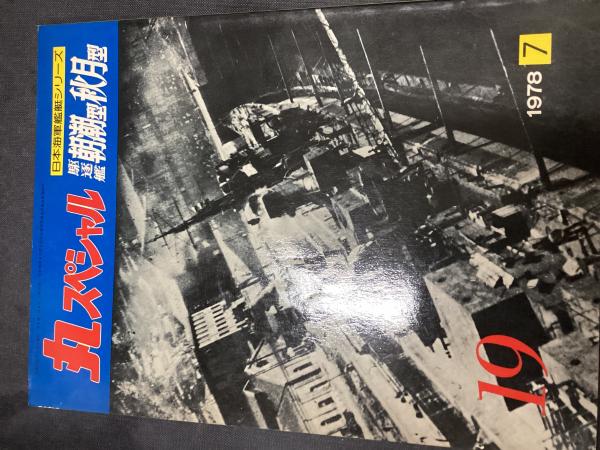 日本海軍艦艇シリーズ
丸スペシャル
駆逐艦
朝潮型 秋月型
1978 7
19